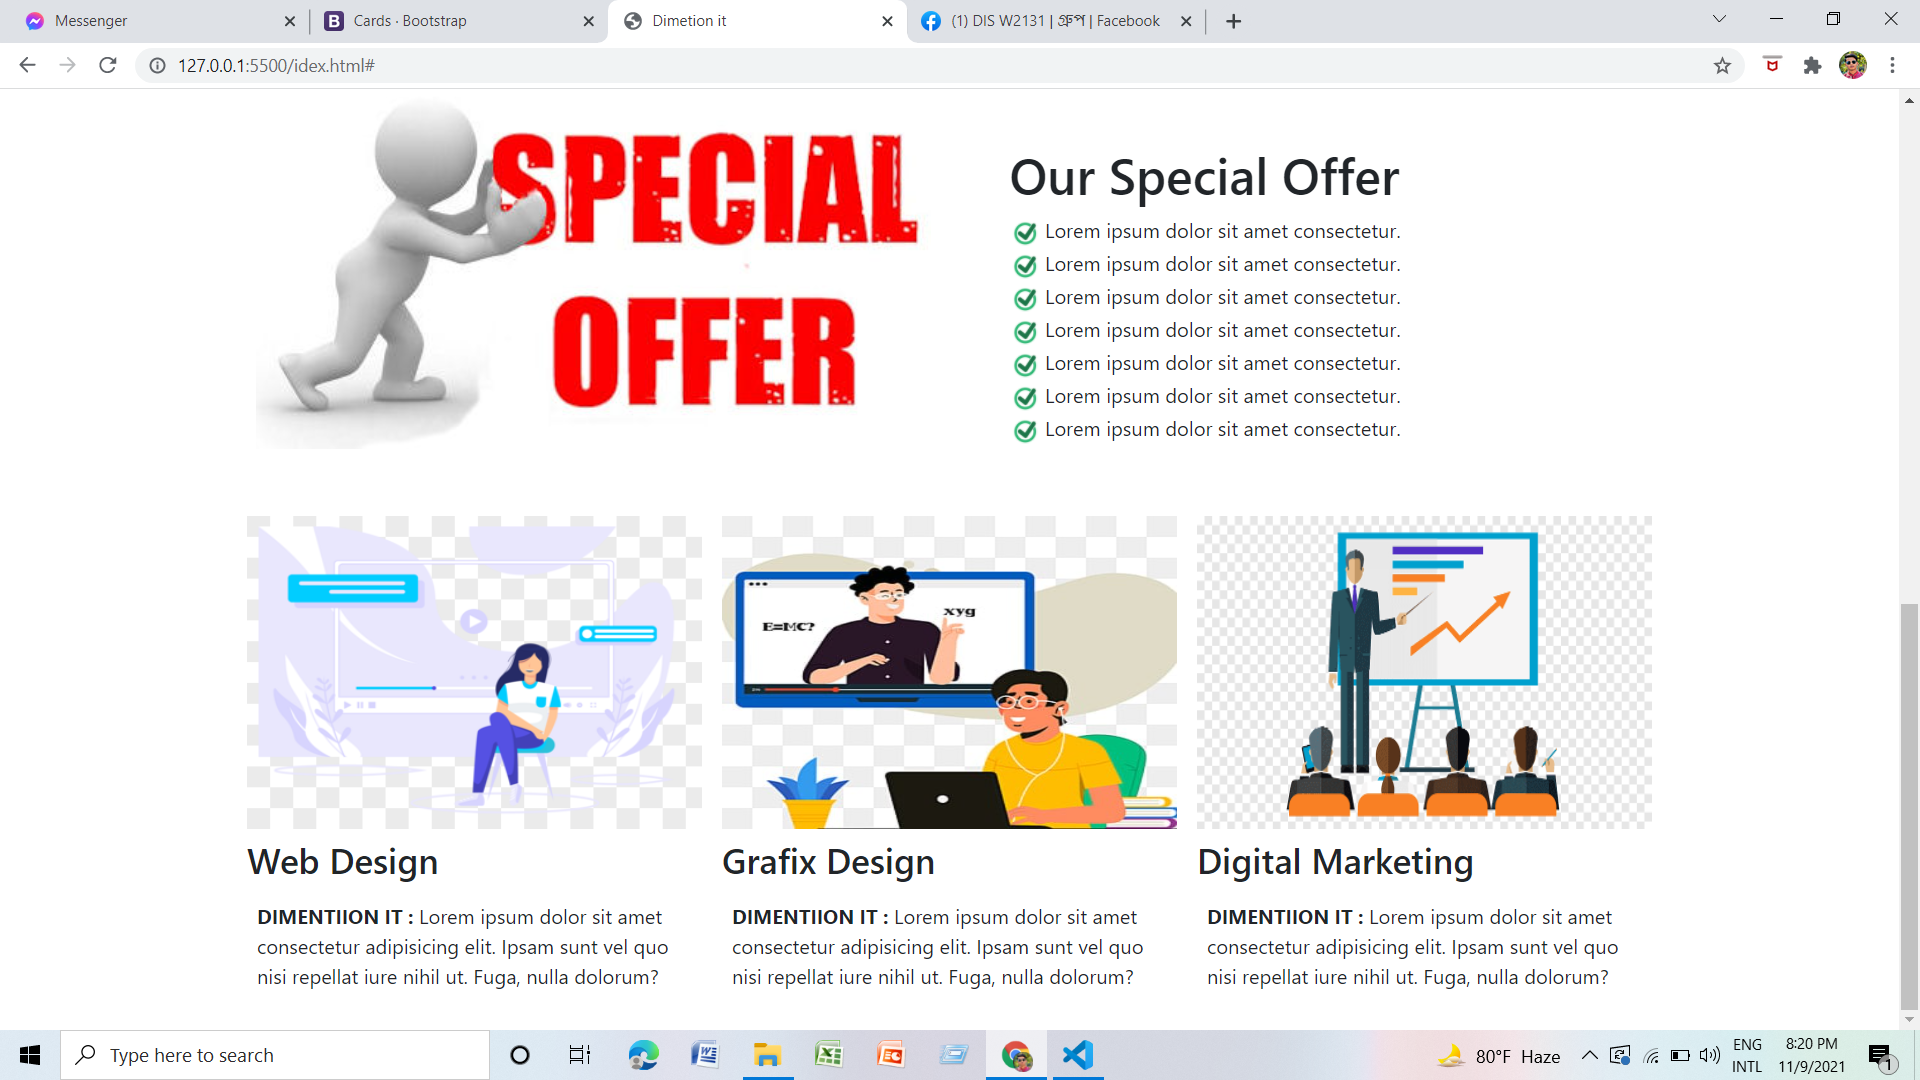 Messenger
Cards · Bootstrap
Dimetion it
(1) DIS W2131 | গ্রুপ | Facebook
127.0.0.1:5500/idex.html#
SPECIAL
OFFER
Our Special Offer
Lorem ipsum dolor sit amet consectetur.
Lorem ipsum dolor sit amet consectetur.
Lorem ipsum dolor sit amet consectetur.
Lorem ipsum dolor sit amet consectetur.
Lorem ipsum dolor sit amet consectetur.
Lorem ipsum dolor sit amet consectetur.
Lorem ipsum dolor sit amet consectetur.
E=MC?
xyg
Web Design
DIMENTIION IT : Lorem ipsum dolor sit amet
consectetur adipisicing elit. Ipsam sunt vel quo
nisi repellat iure nihil ut. Fuga, nulla dolorum?
Grafix Design
DIMENTIION IT : Lorem ipsum dolor sit amet
consectetur adipisicing elit. Ipsam sunt vel quo
nisi repellat iure nihil ut. Fuga, nulla dolorum?
Digital Marketing
DIMENTIION IT : Lorem ipsum dolor sit amet
consectetur adipisicing elit. Ipsam sunt vel quo
nisi repellat iure nihil ut. Fuga, nulla dolorum?
Type here to search
80°F Haze
ENG
INTL
8:20 PM
11/9/2021
1